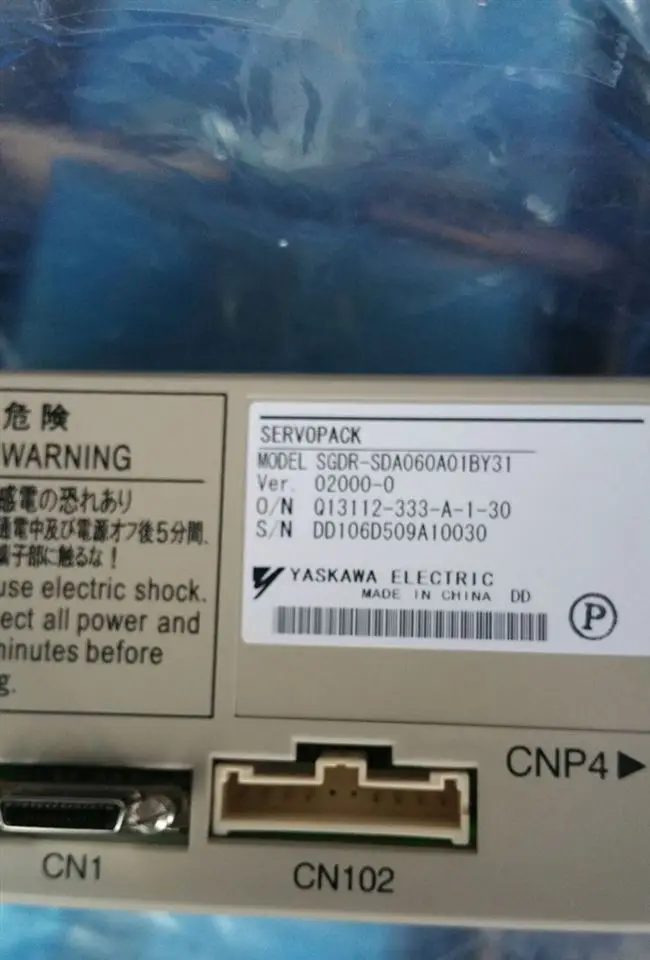 危険
WARNING
感電の恐れあり
通電中及び電源オフ後5分間,
端子部に触るな!
use electric shock.
ect all power and
minutes before
g.
SERVOPACK
MODEL SGDR-SDA060A01BY31
Ver. 02000-0
O/N Q13112-333-A-1-30
S/N DD106D509A10030
YASKAWA ELECTRIC
MADE IN CHINA DD
P
CNP4▶
CN1
CN102